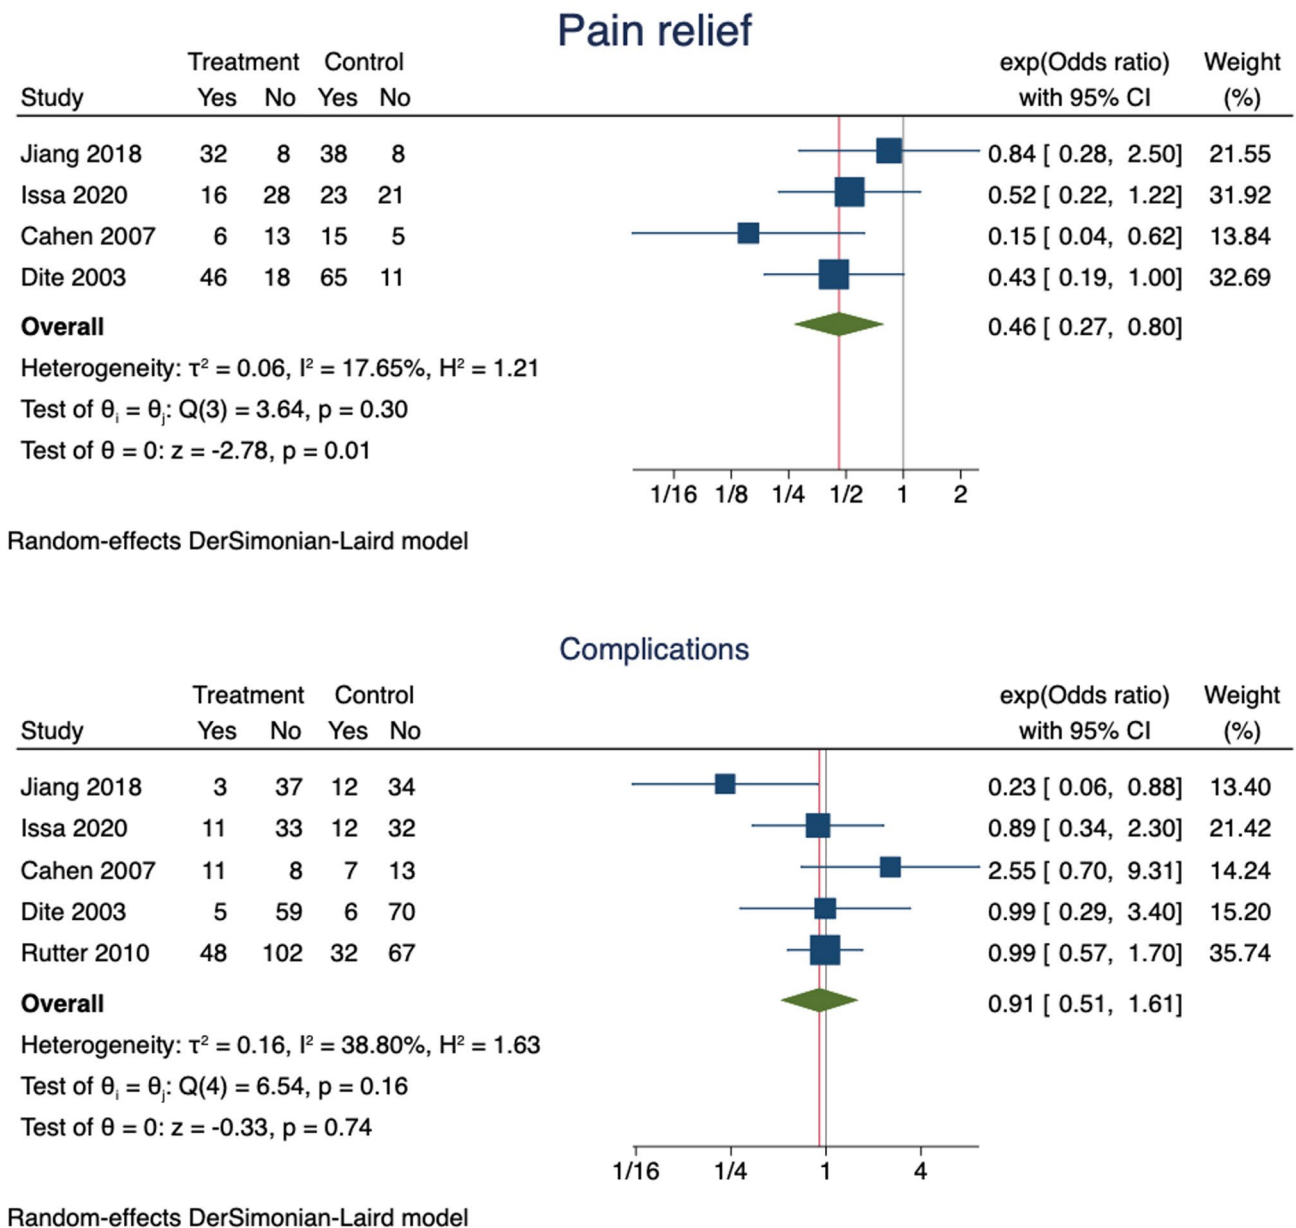 Pain relief
Treatment Control exp(Odds ratio) Weight
Study Yes No Yes No with 95% CI (%)
Jiang 2018 32 8 38 8 0.84 [ 0.28, 2.50] 21.55
Issa 2020 16 28 23 21 0.52 [ 0.22, 1.22] 31.92
Cahen 2007 6 13 15 5 0.15 [ 0.04, 0.62] 13.84
Dite 2003 46 18 65 11 0.43 [ 0.19, 1.00] 32.69
Overall 0.46 [ 0.27, 0.80]
Heterogeneity: τ² = 0.06, I² = 17.65%, H² = 1.21
Test of θᵢ = θⱼ: Q(3) = 3.64, p = 0.30
Test of θ = 0: z = -2.78, p = 0.01
1/16 1/8 1/4 1/2 1 2
Random-effects DerSimonian-Laird model
Complications
Treatment Control exp(Odds ratio) Weight
Study Yes No Yes No with 95% CI (%)
Jiang 2018 3 37 12 34 0.23 [ 0.06, 0.88] 13.40
Issa 2020 11 33 12 32 0.89 [ 0.34, 2.30] 21.42
Cahen 2007 11 8 7 13 2.55 [ 0.70, 9.31] 14.24
Dite 2003 5 59 6 70 0.99 [ 0.29, 3.40] 15.20
Rutter 2010 48 102 32 67 0.99 [ 0.57, 1.70] 35.74
Overall 0.91 [ 0.51, 1.61]
Heterogeneity: τ² = 0.16, I² = 38.80%, H² = 1.63
Test of θᵢ = θⱼ: Q(4) = 6.54, p = 0.16
Test of θ = 0: z = -0.33, p = 0.74
1/16 1/4 1 4
Random-effects DerSimonian-Laird model